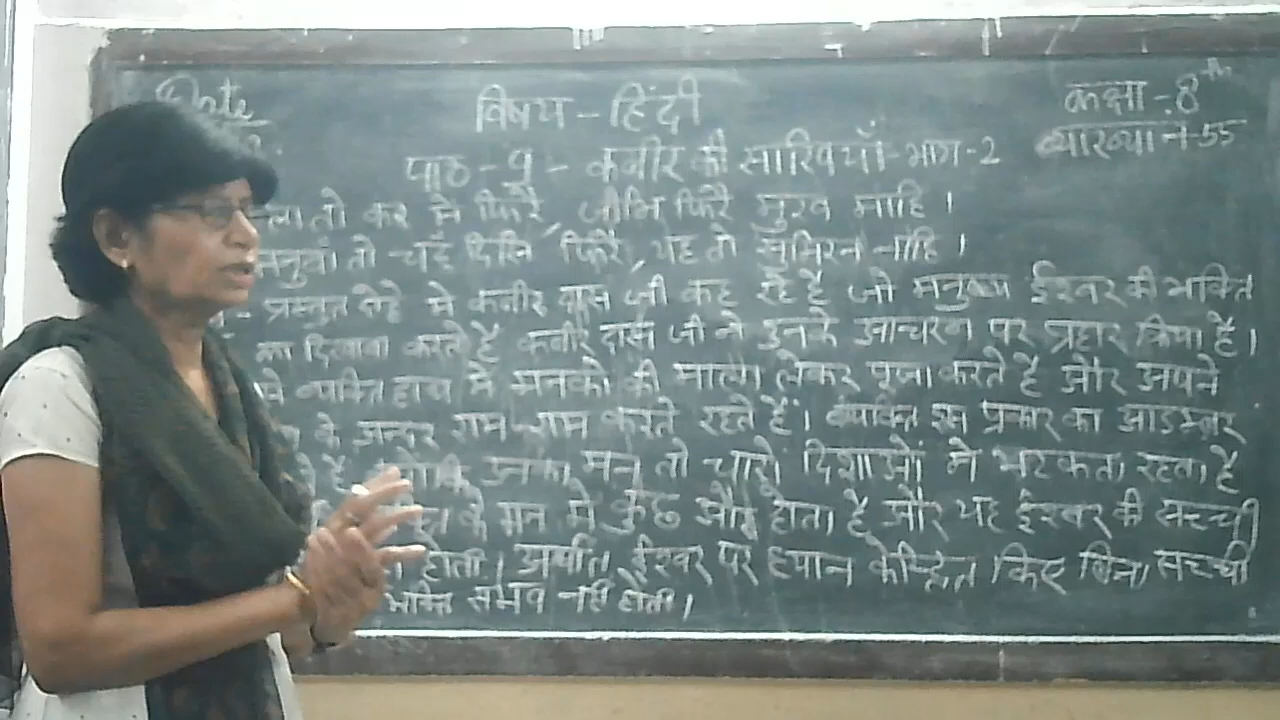 Date
विषय - हिंदी
कक्षा - 8th
व्याख्यान-55
पाठ - 9 - कबीर की साखियाँ - भाग-2
तो कर में फिरै, जीभि फिरै मुख माहि ।
मनुवा तो चहुँ दिसि फिरै, यह तो सुमिरन नाहि ।
प्रस्तुत दोहे में कबीर दास जी कह रहे हैं जो मनुष्य ईश्वर की भक्ति
का दिखावा करते हैं कबीर दास जी ने उनके आचरण पर प्रहार किया है ।
व्यक्ति हाथ में मनको की माला लेकर पूजा करते है और अपने
के अन्दर राम-राम करते रहते हैं । व्यक्ति इस प्रकार का आडम्बर
हैं उनका मन तो चारों दिशाओं में भटकता रहता है
के मन में कुछ और होता है और यह ईश्वर की सच्ची
होती । अर्थात ईश्वर पर ध्यान केन्द्रित किए बिना सच्ची
भक्ति संभव नहीं होती ।